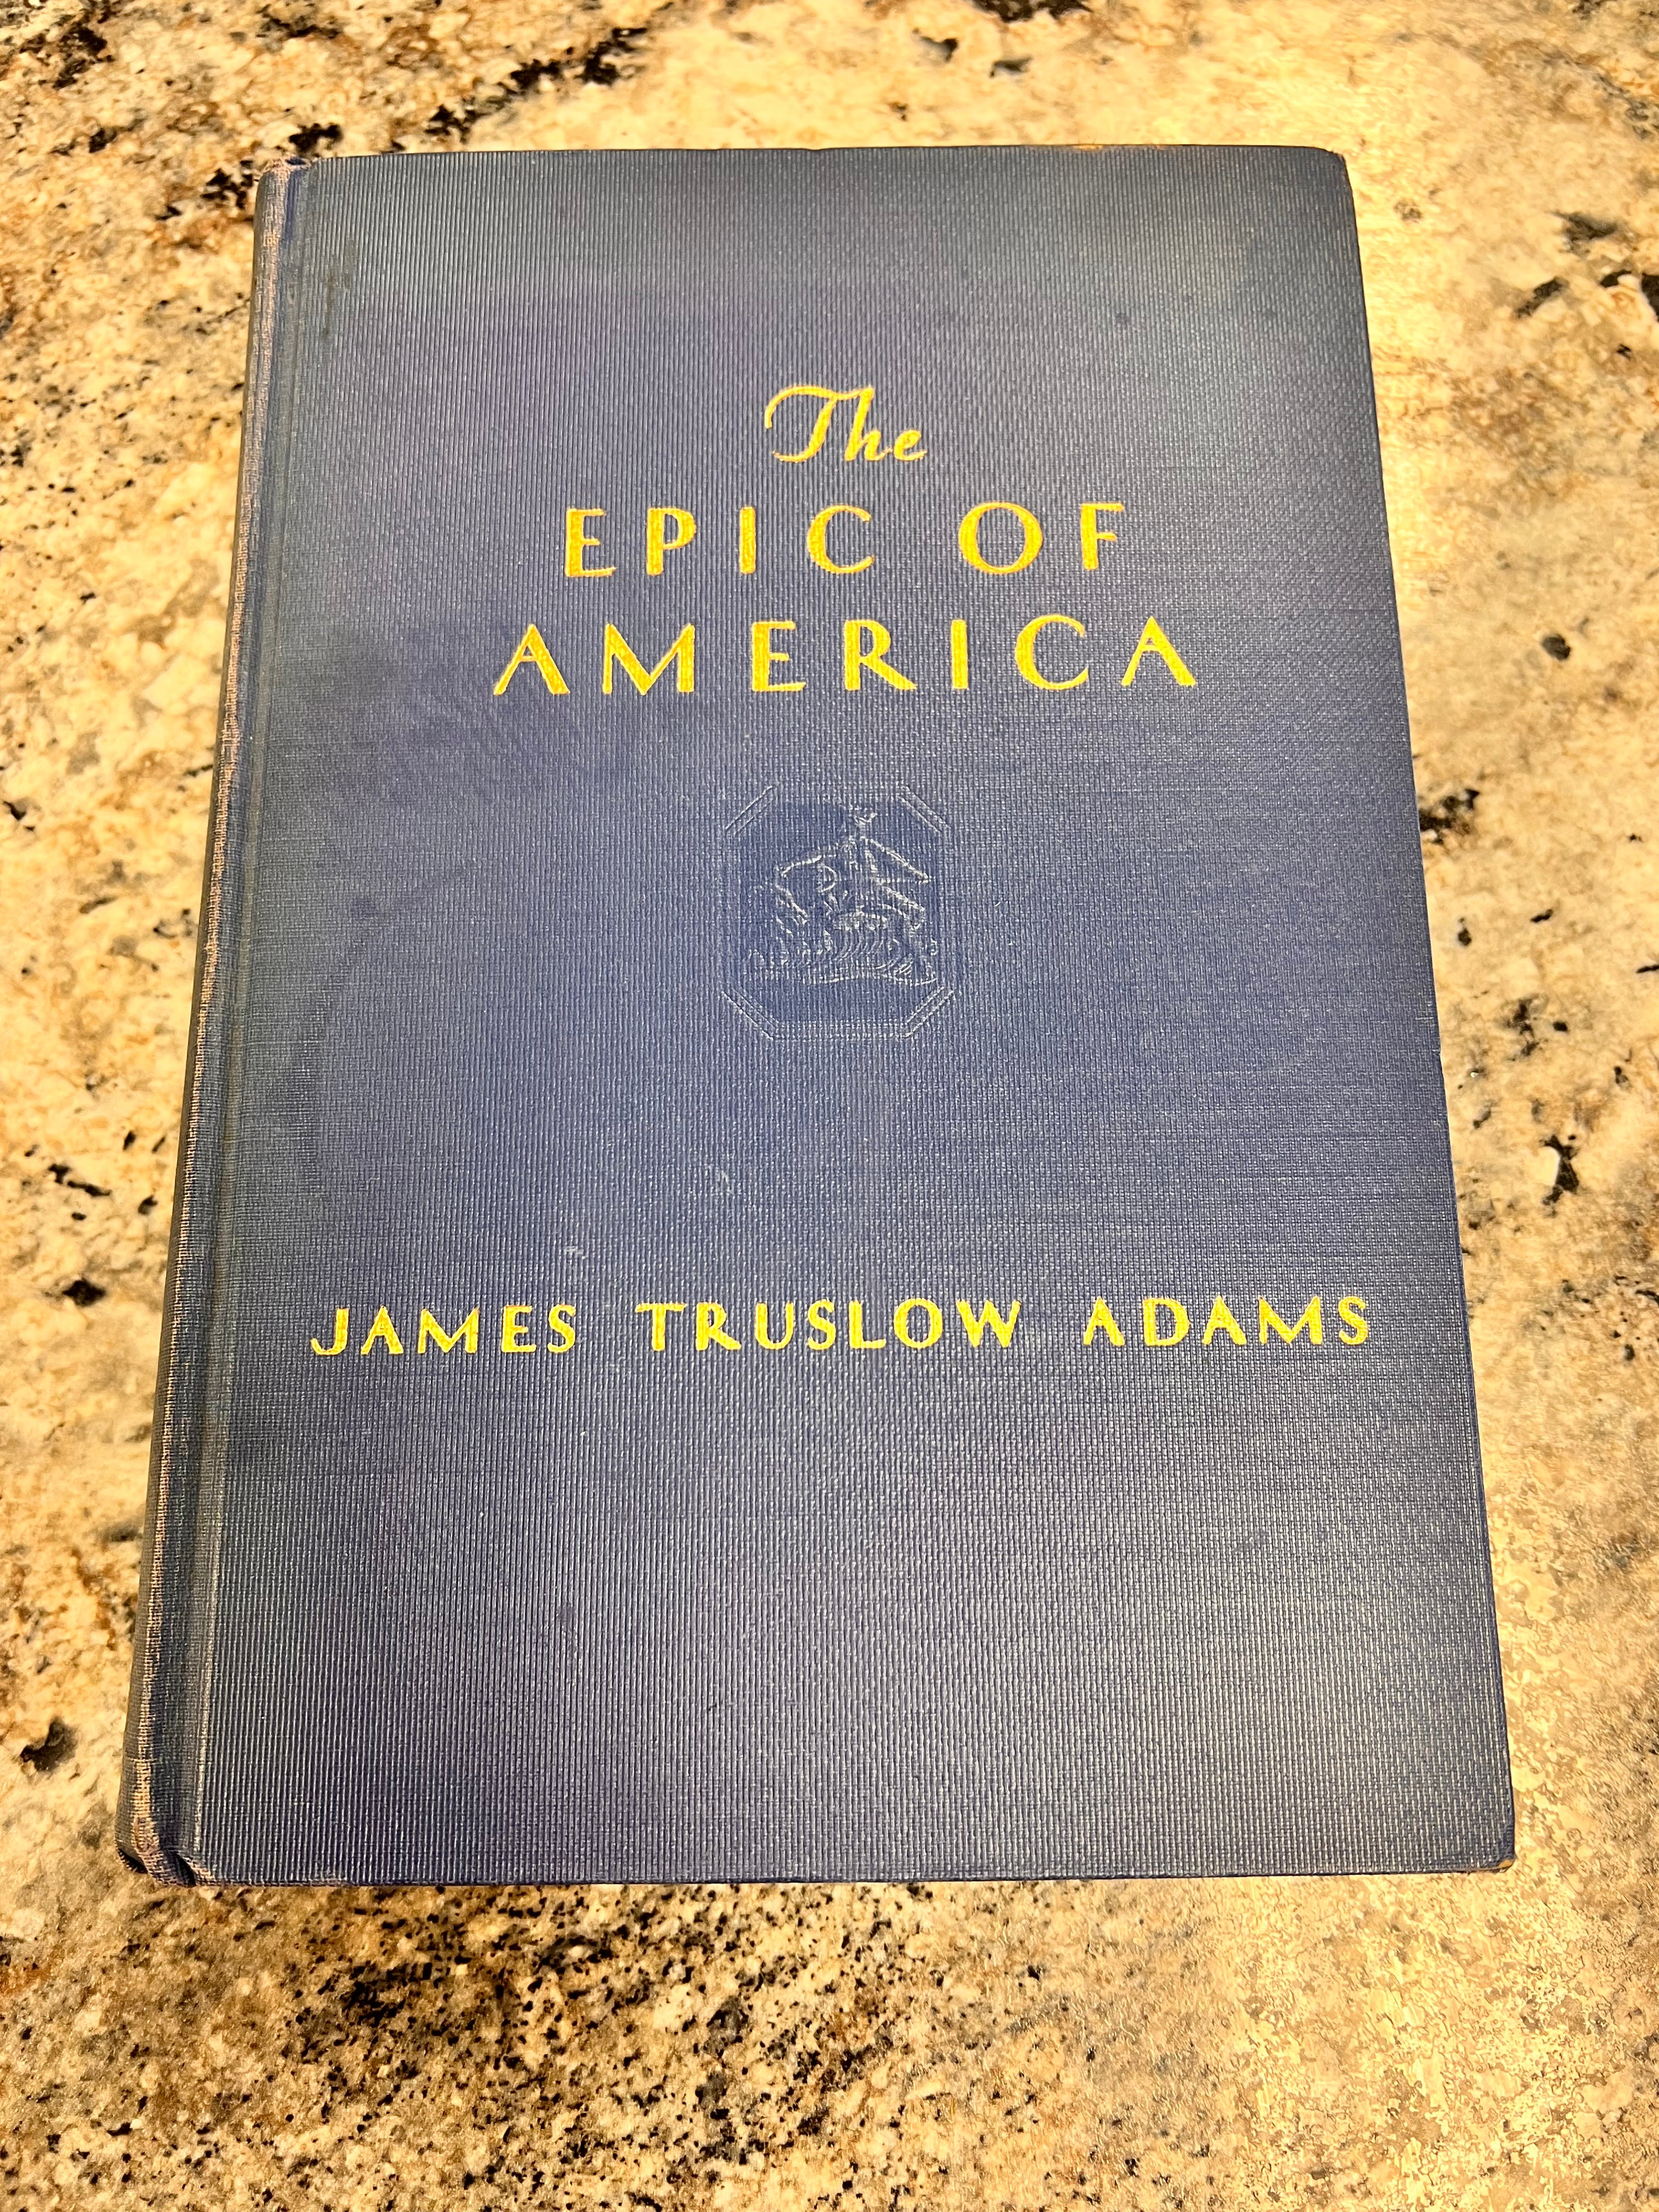 The
EPIC OF
AMERICA
JAMES TRUSLOW ADAMS